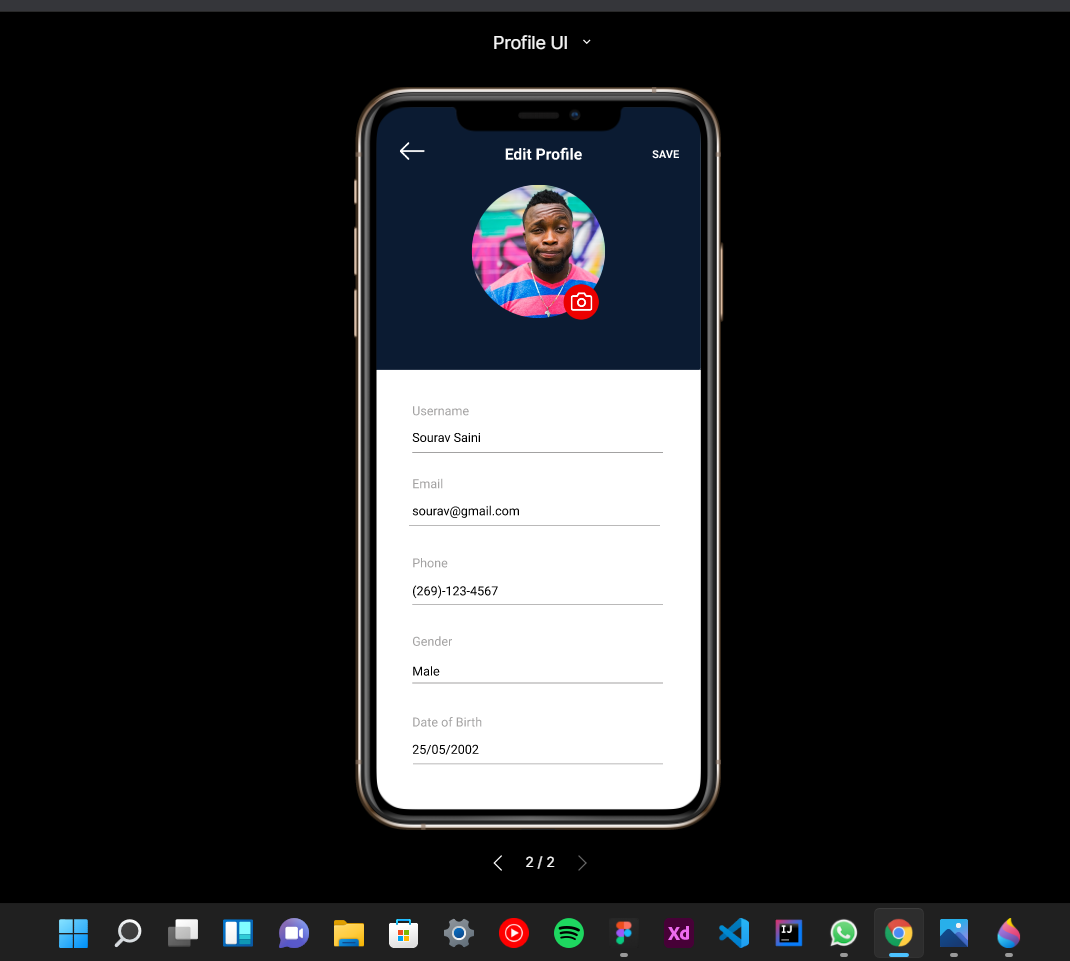 Profile UI
Edit Profile
SAVE
Username
Sourav Saini
Email
sourav@gmail.com
Phone
(269)-123-4567
Gender
Male
Date of Birth
25/05/2002
2 / 2
Xd
IJ